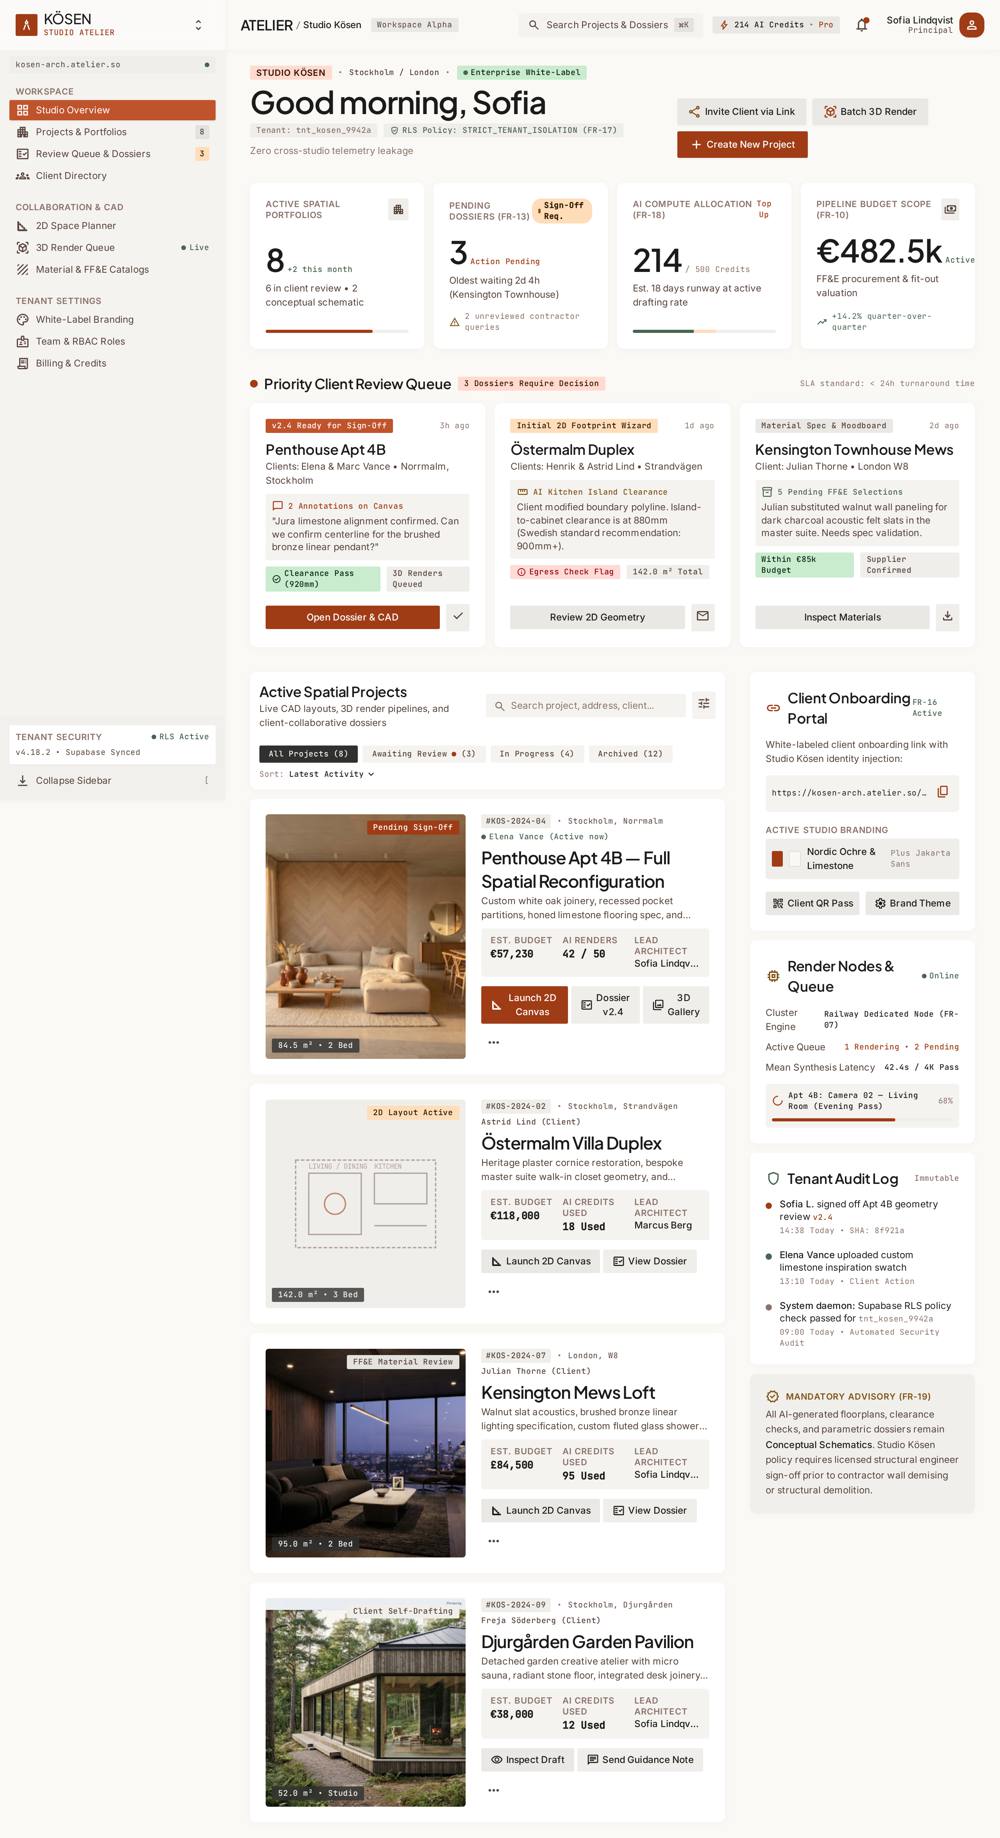 KÖSEN
STUDIO ATELIER
kosen-arch.atelier.so
WORKSPACE
Studio Overview
Projects & Portfolios 8
Review Queue & Dossiers 3
Client Directory
COLLABORATION & CAD
2D Space Planner
3D Render Queue Live
Material & FF&E Catalogs
TENANT SETTINGS
White-Label Branding
Team & RBAC Roles
Billing & Credits
TENANT SECURITY RLS Active
v4.18.2 • Supabase Synced
Collapse Sidebar [
ATELIER / Studio Kösen Workspace Alpha
Search Projects & Dossiers ⌘K
214 AI Credits · Pro
Sofia Lindqvist
Principal
STUDIO KÖSEN • Stockholm / London • Enterprise White-Label
Good morning, Sofia
Tenant: tnt_kosen_9942a RLS Policy: STRICT_TENANT_ISOLATION (FR-17)
Zero cross-studio telemetry leakage
Invite Client via Link
Batch 3D Render
Create New Project
ACTIVE SPATIAL
PORTFOLIOS
8 +2 this month
6 in client review • 2
conceptual schematic
PENDING
DOSSIERS (FR-13)
Sign-Off
Req.
3 Action Pending
Oldest waiting 2d 4h
(Kensington Townhouse)
2 unreviewed contractor
queries
AI COMPUTE ALLOCATION
(FR-18)
Top
Up
214 / 500 Credits
Est. 18 days runway at active
drafting rate
PIPELINE BUDGET SCOPE
(FR-10)
€482.5k Active
FF&E procurement & fit-out
valuation
+14.2% quarter-over-
quarter
Priority Client Review Queue 3 Dossiers Require Decision
SLA standard: < 24h turnaround time
v2.4 Ready for Sign-Off 3h ago
Penthouse Apt 4B
Clients: Elena & Marc Vance • Norrmalm,
Stockholm
2 Annotations on Canvas
"Jura limestone alignment confirmed. Can
we confirm centerline for the brushed
bronze linear pendant?"
Clearance Pass
(920mm)
3D Renders
Queued
Open Dossier & CAD
Initial 2D Footprint Wizard 1d ago
Östermalm Duplex
Clients: Henrik & Astrid Lind • Strandvägen
AI Kitchen Island Clearance
Client modified boundary polyline. Island-
to-cabinet clearance is at 880mm
(Swedish standard recommendation:
900mm+).
Egress Check Flag 142.0 m² Total
Review 2D Geometry
Material Spec & Moodboard 2d ago
Kensington Townhouse Mews
Client: Julian Thorne • London W8
5 Pending FF&E Selections
Julian substituted walnut wall paneling for
dark charcoal acoustic felt slats in the
master suite. Needs spec validation.
Within €85k
Budget
Supplier
Confirmed
Inspect Materials
Active Spatial Projects
Live CAD layouts, 3D render pipelines, and
client-collaborative dossiers
Search project, address, client...
All Projects (8) Awaiting Review (3) In Progress (4) Archived (12)
Sort: Latest Activity
Pending Sign-Off
84.5 m² • 2 Bed
#KOS-2024-04 • Stockholm, Norrmalm
Elena Vance (Active now)
Penthouse Apt 4B — Full
Spatial Reconfiguration
Custom white oak joinery, recessed pocket
partitions, honed limestone flooring spec, and...
EST. BUDGET
€57,230
AI RENDERS
42 / 50
LEAD
ARCHITECT
Sofia Lindqv...
Launch 2D
Canvas
Dossier
v2.4
3D
Gallery
2D Layout Active
LIVING / DINING KITCHEN
142.0 m² • 3 Bed
#KOS-2024-02 • Stockholm, Strandvägen
Astrid Lind (Client)
Östermalm Villa Duplex
Heritage plaster cornice restoration, bespoke
master suite walk-in closet geometry, and...
EST. BUDGET
€118,000
AI CREDITS
USED
18 Used
LEAD
ARCHITECT
Marcus Berg
Launch 2D Canvas
View Dossier
FF&E Material Review
95.0 m² • 2 Bed
#KOS-2024-07 • London, W8
Julian Thorne (Client)
Kensington Mews Loft
Walnut slat acoustics, brushed bronze linear
lighting specification, custom fluted glass shower...
EST. BUDGET
£84,500
AI CREDITS
USED
95 Used
LEAD
ARCHITECT
Sofia Lindqv...
Launch 2D Canvas
View Dossier
Client Self-Drafting
52.0 m² • Studio
#KOS-2024-09 • Stockholm, Djurgården
Freja Söderberg (Client)
Djurgården Garden Pavilion
Detached garden creative atelier with micro
sauna, radiant stone floor, integrated desk joinery...
EST. BUDGET
€38,000
AI CREDITS
USED
12 Used
LEAD
ARCHITECT
Sofia Lindqv...
Inspect Draft
Send Guidance Note
Client Onboarding
Portal
FR-16
Active
White-labeled client onboarding link with
Studio Kösen identity injection:
https://kosen-arch.atelier.so/…
ACTIVE STUDIO BRANDING
Nordic Ochre &
Limestone
Plus Jakarta
Sans
Client QR Pass
Brand Theme
Render Nodes &
Queue
Online
Cluster
Engine
Railway Dedicated Node (FR-
07)
Active Queue 1 Rendering • 2 Pending
Mean Synthesis Latency 42.4s / 4K Pass
Apt 4B: Camera 02 — Living
Room (Evening Pass)
68%
Tenant Audit Log Immutable
Sofia L. signed off Apt 4B geometry
review v2.4
14:38 Today • SHA: 8f921a
Elena Vance uploaded custom
limestone inspiration swatch
13:10 Today • Client Action
System daemon: Supabase RLS policy
check passed for tnt_kosen_9942a
09:00 Today • Automated Security
Audit
MANDATORY ADVISORY (FR-19)
All AI-generated floorplans, clearance
checks, and parametric dossiers remain
Conceptual Schematics. Studio Kösen
policy requires licensed structural engineer
sign-off prior to contractor wall demising
or structural demolition.